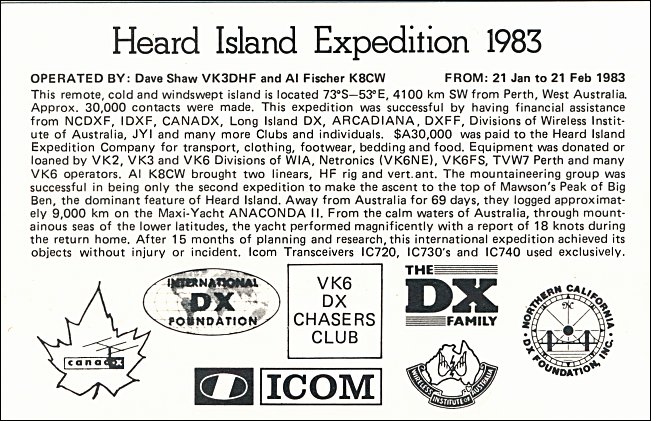 Heard Island Expedition 1983
OPERATED BY: Dave Shaw VK3DHF and Al Fischer K8CW FROM: 21 Jan to 21 Feb 1983
This remote, cold and windswept island is located 73°S—53°E, 4100 km SW from Perth, West Australia.
Approx. 30,000 contacts were made. This expedition was successful by having financial assistance
from NCDXF, IDXF, CANADX, Long Island DX, ARCADIANA, DXFF, Divisions of Wireless Instit-
ute of Australia, JYI and many more Clubs and individuals. $A30,000 was paid to the Heard Island
Expedition Company for transport, clothing, footwear, bedding and food. Equipment was donated or
loaned by VK2, VK3 and VK6 Divisions of WIA, Netronics (VK6NE), VK6FS, TVW7 Perth and many
VK6 operators. Al K8CW brought two linears, HF rig and vert.ant. The mountaineering group was
successful in being only the second expedition to make the ascent to the top of Mawson's Peak of Big
Ben, the dominant feature of Heard Island. Away from Australia for 69 days, they logged approximat-
ely 9,000 km on the Maxi-Yacht ANACONDA II. From the calm waters of Australia, through mount-
ainous seas of the lower latitudes, the yacht performed magnificently with a report of 18 knots during
the return home. After 15 months of planning and research, this international expedition achieved its
objects without injury or incident. Icom Transceivers IC720, IC730's and IC740 used exclusively.
canadx
INTERNATIONAL
DX
FOUNDATION
VK6
DX
CHASERS
CLUB
THE
DX
FAMILY
NORTHERN CALIFORNIA
DX FOUNDATION, INC.
ICOM
WIRELESS INSTITUTE OF AUSTRALIA